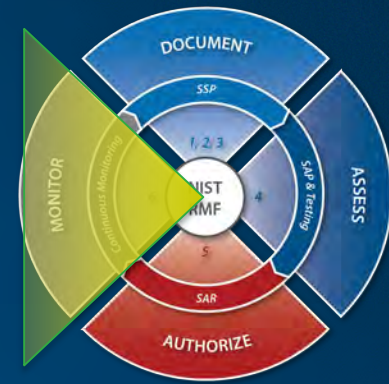 DOCUMENT
SSP
1, 2, 3
MONITOR
Continuous Monitoring
NIST
RMF
4
SAP & Testing
ASSESS
5
SAR
AUTHORIZE